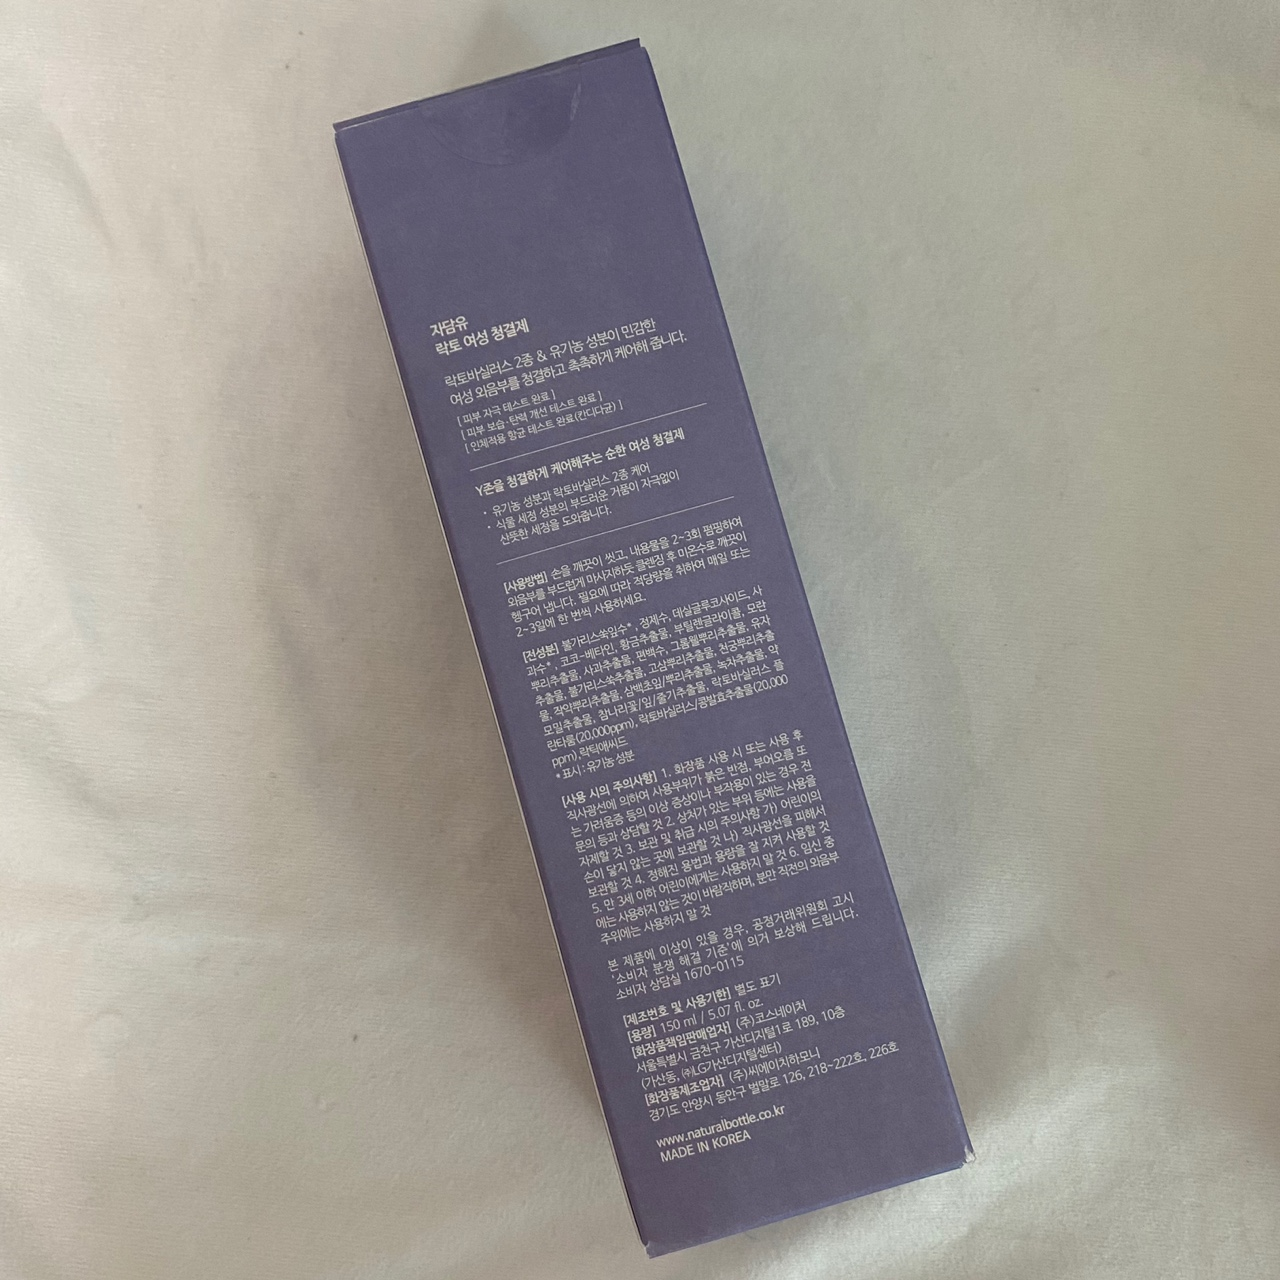 자담유
락토 여성 청결제
락토바실러스 2종 & 유기농 성분이 민감한
여성 외음부를 청결하고 촉촉하게 케어해 줍니다.
[ 피부 자극 테스트 완료 ]
[ 피부 보습·탄력 개선 테스트 완료 ]
[ 인체적용 항균 테스트 완료(칸디다균) ]
Y존을 청결하게 케어해주는 순한 여성 청결제
• 유기농 성분과 락토바실러스 2종 케어
• 식물 세정 성분의 부드러운 거품이 자극없이
산뜻한 세정을 도와줍니다.
[사용방법] 손을 깨끗이 씻고, 내용물을 2~3회 펌핑하여
외음부를 부드럽게 마사지하듯 클렌징 후 미온수로 깨끗이
헹구어 냅니다. 필요에 따라 적당량을 취하여 매일 또는
2~3일에 한 번씩 사용하세요.
[전성분] 불가리스쑥잎수*, 정제수, 데실글루코사이드, 사
과수*, 코코-베타인, 황금추출물, 부틸렌글라이콜, 모란
뿌리추출물, 사과추출물, 편백수, 그롬웰뿌리추출물, 유자
추출물, 불가리스쑥추출물, 고삼뿌리추출물, 천궁뿌리추출
물, 작약뿌리추출물, 삼백초잎/뿌리추출물, 녹차추출물, 약
모밀추출물, 참나리꽃/잎/줄기추출물, 락토바실러스 플
란타룸(20,000ppm), 락토바실러스/콩발효추출물(20,000
ppm),락틱애씨드
* 표시 : 유기농 성분
[사용 시의 주의사항] 1. 화장품 사용 시 또는 사용 후
직사광선에 의하여 사용부위가 붉은 반점, 부어오름 또
는 가려움증 등의 이상 증상이나 부작용이 있는 경우 전
문의 등과 상담할 것 2. 상처가 있는 부위 등에는 사용을
자제할 것 3. 보관 및 취급 시의 주의사항 가) 어린이의
손이 닿지 않는 곳에 보관할 것 나) 직사광선을 피해서
보관할 것 4. 정해진 용법과 용량을 잘 지켜 사용할 것
5. 만 3세 이하 어린이에게는 사용하지 말 것 6. 임신 중
에는 사용하지 않는 것이 바람직하며, 분만 직전의 외음부
주위에는 사용하지 말 것
본 제품에 이상이 있을 경우, 공정거래위원회 고시
'소비자 분쟁 해결 기준'에 의거 보상해 드립니다.
소비자 상담실 1670-0115
[제조번호 및 사용기한] 별도 표기
[용량] 150 ml / 5.07 fl. oz.
[화장품책임판매업자] (주)코스네이처
서울특별시 금천구 가산디지털1로 189, 10층
(가산동, ㈜LG가산디지털센터)
[화장품제조업자] (주)씨에이치하모니
경기도 안양시 동안구 벌말로 126, 218~222호, 226호
www.naturalbottle.co.kr
MADE IN KOREA